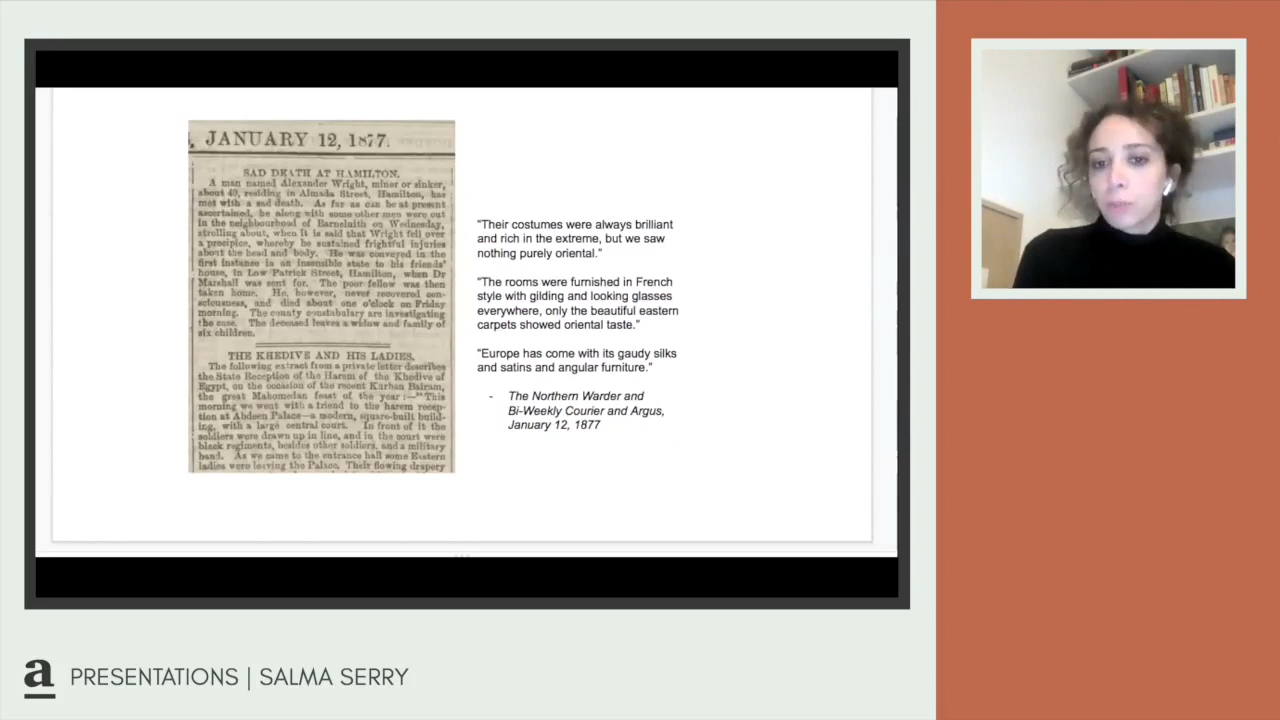 JANUARY 12, 1877.
SAD DEATH AT HAMILTON.
A man named Alexander Wright, miner or sinker,
about 40, residing in Almada Street, Hamilton, has
met with a sad death. As far as can be at present
ascertained, he along with some other men were out
in the neighbourhood of Barncluith on Wednesday,
strolling about, when it is said that Wright fell over
a precipice, whereby he sustained frightful injuries
about the head and body. He was conveyed in the
first instance in an insensible state to his friends'
house, in Low Patrick Street, Hamilton, when Dr
Marshall was sent for. The poor fellow was then
taken home. He, however, never recovered con-
sciousness, and died about one o'clock on Friday
morning. The county constabulary are investigating
the case. The deceased leaves a widow and family of
six children.
THE KHEDIVE AND HIS LADIES.
The following extract from a private letter describes
the State Reception of the Harem of the Khedive of
Egypt, on the occasion of the recent Kurban Bairam,
the great Mahomedan feast of the year :—"This
morning we went with a friend to the harem recep-
tion at Abdeen Palace—a modern, square-built build-
ing, with a large central court. In front of it the
soldiers were drawn up in line, and in the court were
black regiments, besides other soldiers, and a military
band. As we came to the entrance hall some Eastern
ladies were leaving the Palace. Their flowing drapery
"Their costumes were always brilliant
and rich in the extreme, but we saw
nothing purely oriental."
"The rooms were furnished in French
style with gilding and looking glasses
everywhere, only the beautiful eastern
carpets showed oriental taste."
"Europe has come with its gaudy silks
and satins and angular furniture."
- The Northern Warder and
Bi-Weekly Courier and Argus,
January 12, 1877
a PRESENTATIONS | SALMA SERRY